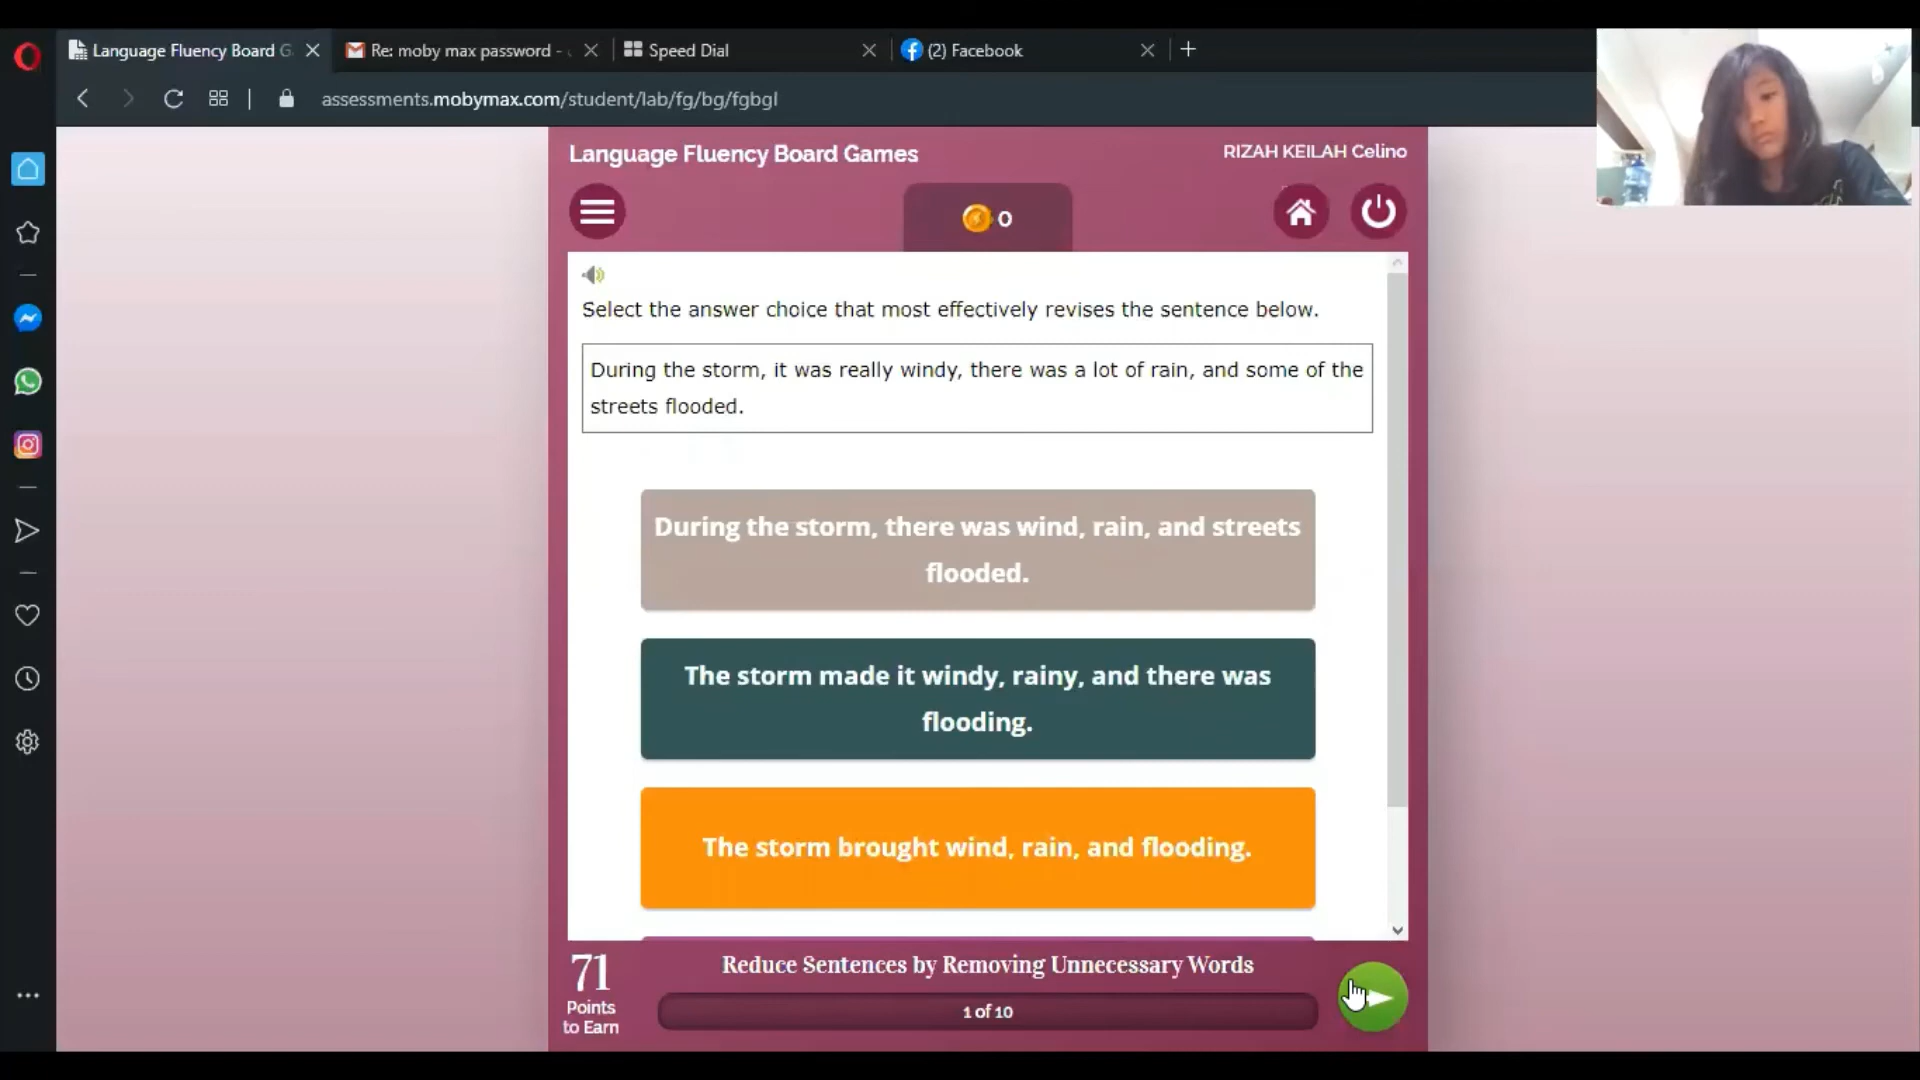 Language Fluency Board G
Re: moby max password -
Speed Dial
(2) Facebook
assessments.mobymax.com/student/lab/fg/bg/fgbgl
Language Fluency Board Games
RIZAH KEILAH Celino
0
Select the answer choice that most effectively revises the sentence below.
During the storm, it was really windy, there was a lot of rain, and some of the
streets flooded.
During the storm, there was wind, rain, and streets
flooded.
The storm made it windy, rainy, and there was
flooding.
The storm brought wind, rain, and flooding.
71
Points
to Earn
Reduce Sentences by Removing Unnecessary Words
1 of 10